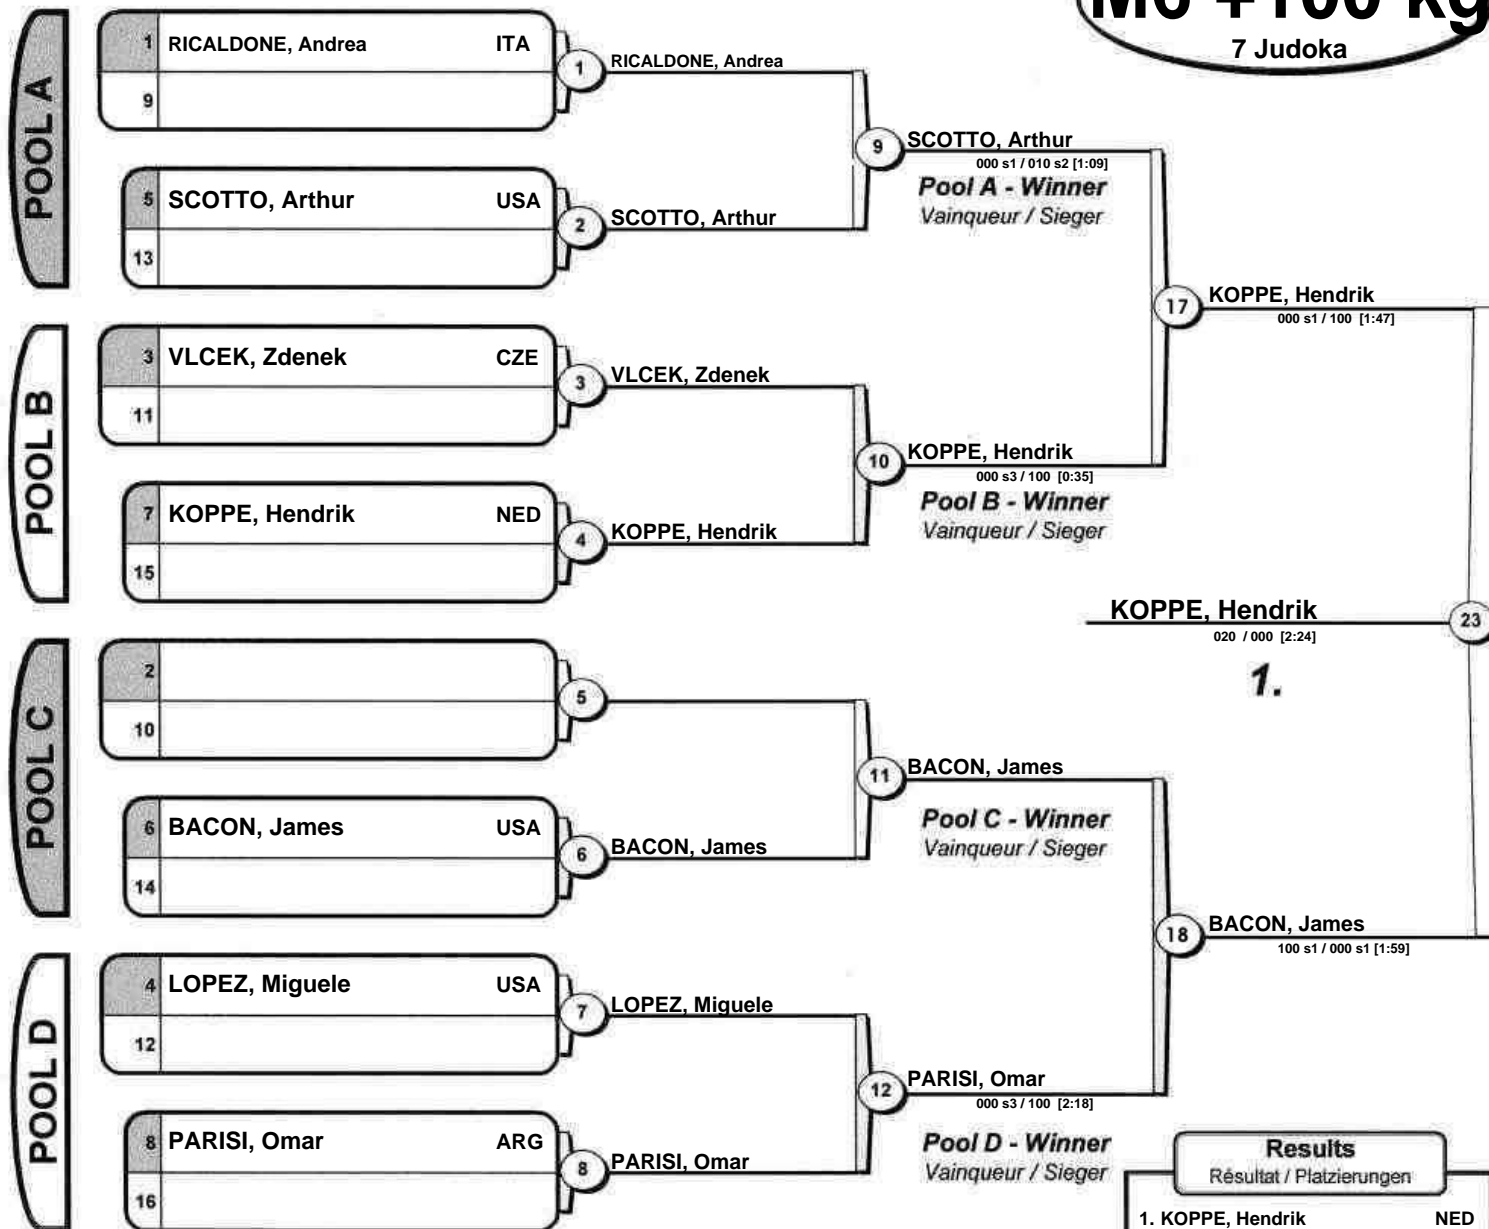 M6 +100 kg
7 Judoka
POOL A
1 RICALDONE, Andrea ITA
9
1 RICALDONE, Andrea
5 SCOTTO, Arthur USA
13
2 SCOTTO, Arthur
9 SCOTTO, Arthur
000 s1 / 010 s2 [1:09]
Pool A - Winner
Vainqueur / Sieger
POOL B
3 VLCEK, Zdenek CZE
11
3 VLCEK, Zdenek
7 KOPPE, Hendrik NED
15
4 KOPPE, Hendrik
10 KOPPE, Hendrik
000 s3 / 100 [0:35]
Pool B - Winner
Vainqueur / Sieger
17 KOPPE, Hendrik
000 s1 / 100 [1:47]
KOPPE, Hendrik 23
020 / 000 [2:24]
1.
POOL C
2
10
5
6 BACON, James USA
14
6 BACON, James
11 BACON, James
Pool C - Winner
Vainqueur / Sieger
POOL D
4 LOPEZ, Miguele USA
12
7 LOPEZ, Miguele
8 PARISI, Omar ARG
16
8 PARISI, Omar
12 PARISI, Omar
000 s3 / 100 [2:18]
Pool D - Winner
Vainqueur / Sieger
18 BACON, James
100 s1 / 000 s1 [1:59]
Results
Résultat / Platzierungen
1. KOPPE, Hendrik NED